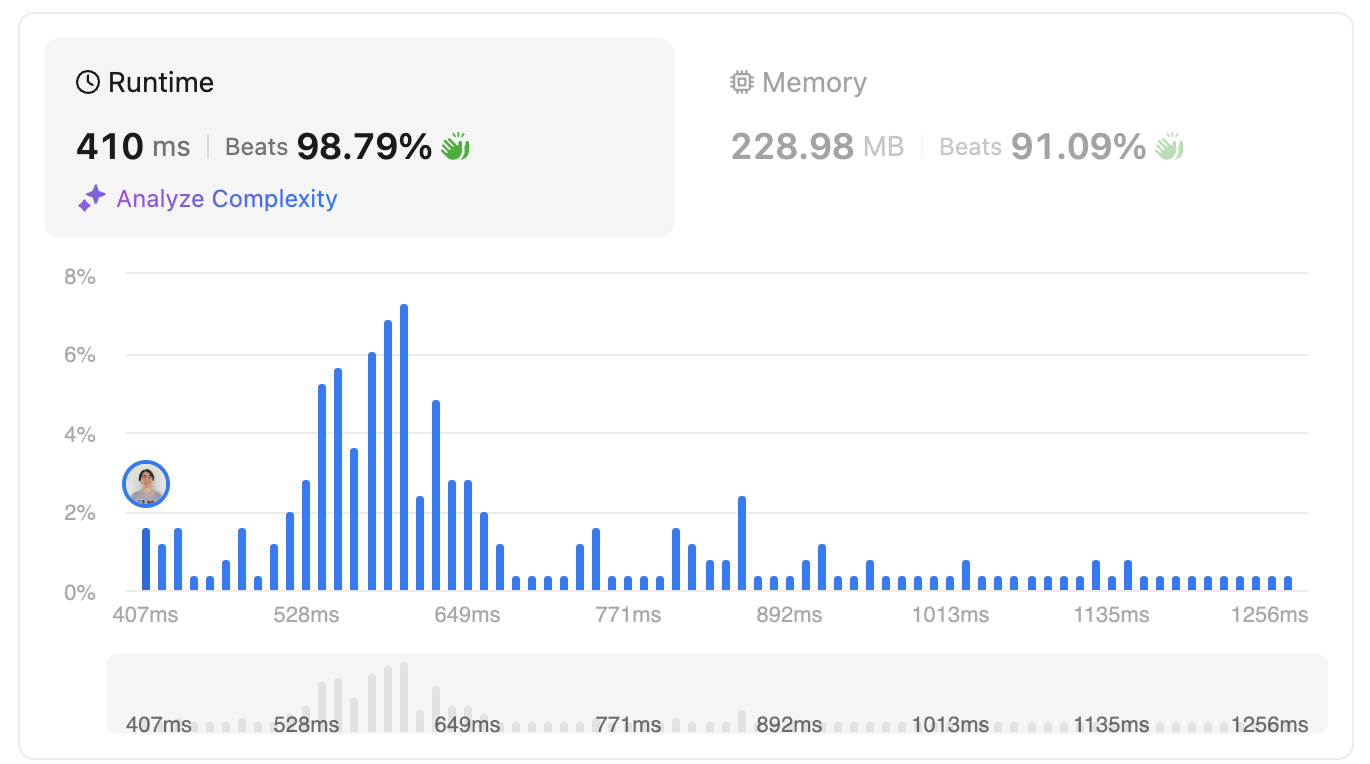 Runtime
410 ms Beats 98.79%
Analyze Complexity
Memory
228.98 MB Beats 91.09%
8%
6%
4%
2%
0%
407ms 528ms 649ms 771ms 892ms 1013ms 1135ms 1256ms
407ms 528ms 649ms 771ms 892ms 1013ms 1135ms 1256ms